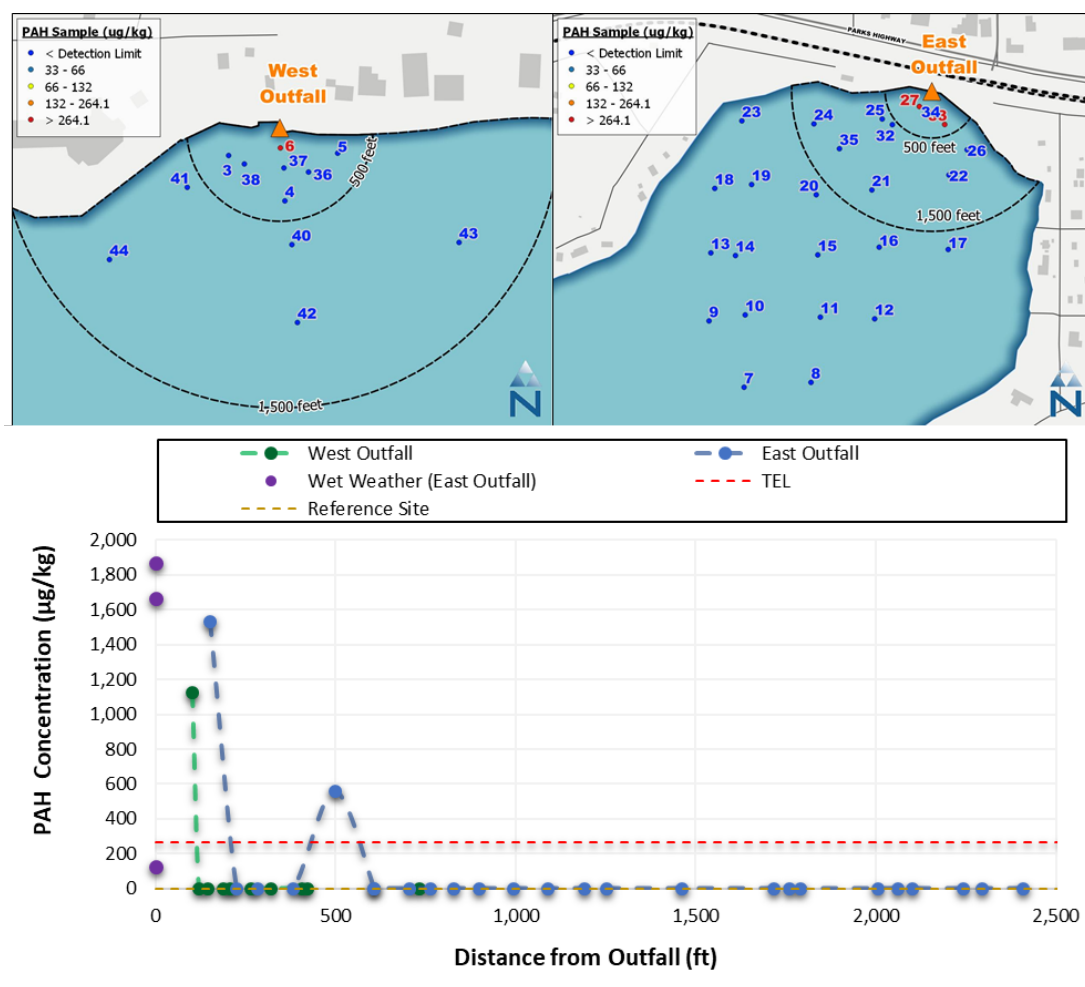 PAH Sample (ug/kg)
< Detection Limit
33 - 66
66 - 132
132 - 264.1
> 264.1
West
Outfall
6
5
3
38
37
36
41
4
500 feet
40
43
44
42
1,500 feet
N
PAH Sample (ug/kg)
< Detection Limit
33 - 66
66 - 132
132 - 264.1
> 264.1
PARKS HIGHWAY
East
Outfall
23
24
25
27
34
33
32
35
500 feet
26
18
19
20
21
22
1,500 feet
13
14
15
16
17
9
10
11
12
7
8
N
West Outfall
East Outfall
Wet Weather (East Outfall)
TEL
Reference Site
PAH Concentration (µg/kg)
2,000
1,800
1,600
1,400
1,200
1,000
800
600
400
200
0
0 500 1,000 1,500 2,000 2,500
Distance from Outfall (ft)